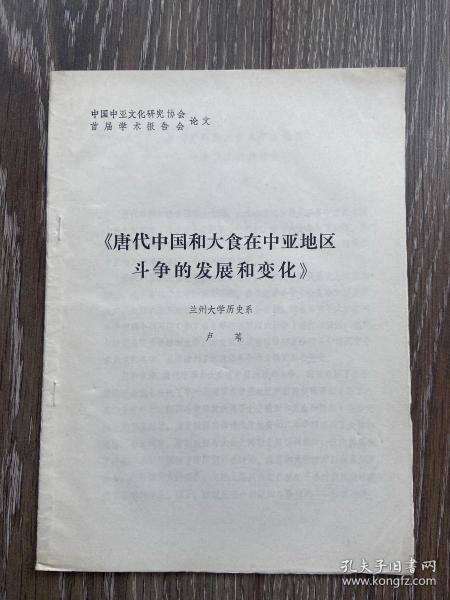 中国中亚文化研究协会
首届学术报告会 论文
《唐代中国和大食在中亚地区
斗争的发展和变化》
兰州大学历史系
卢苇
孔夫子旧书网
www.kongfz.com